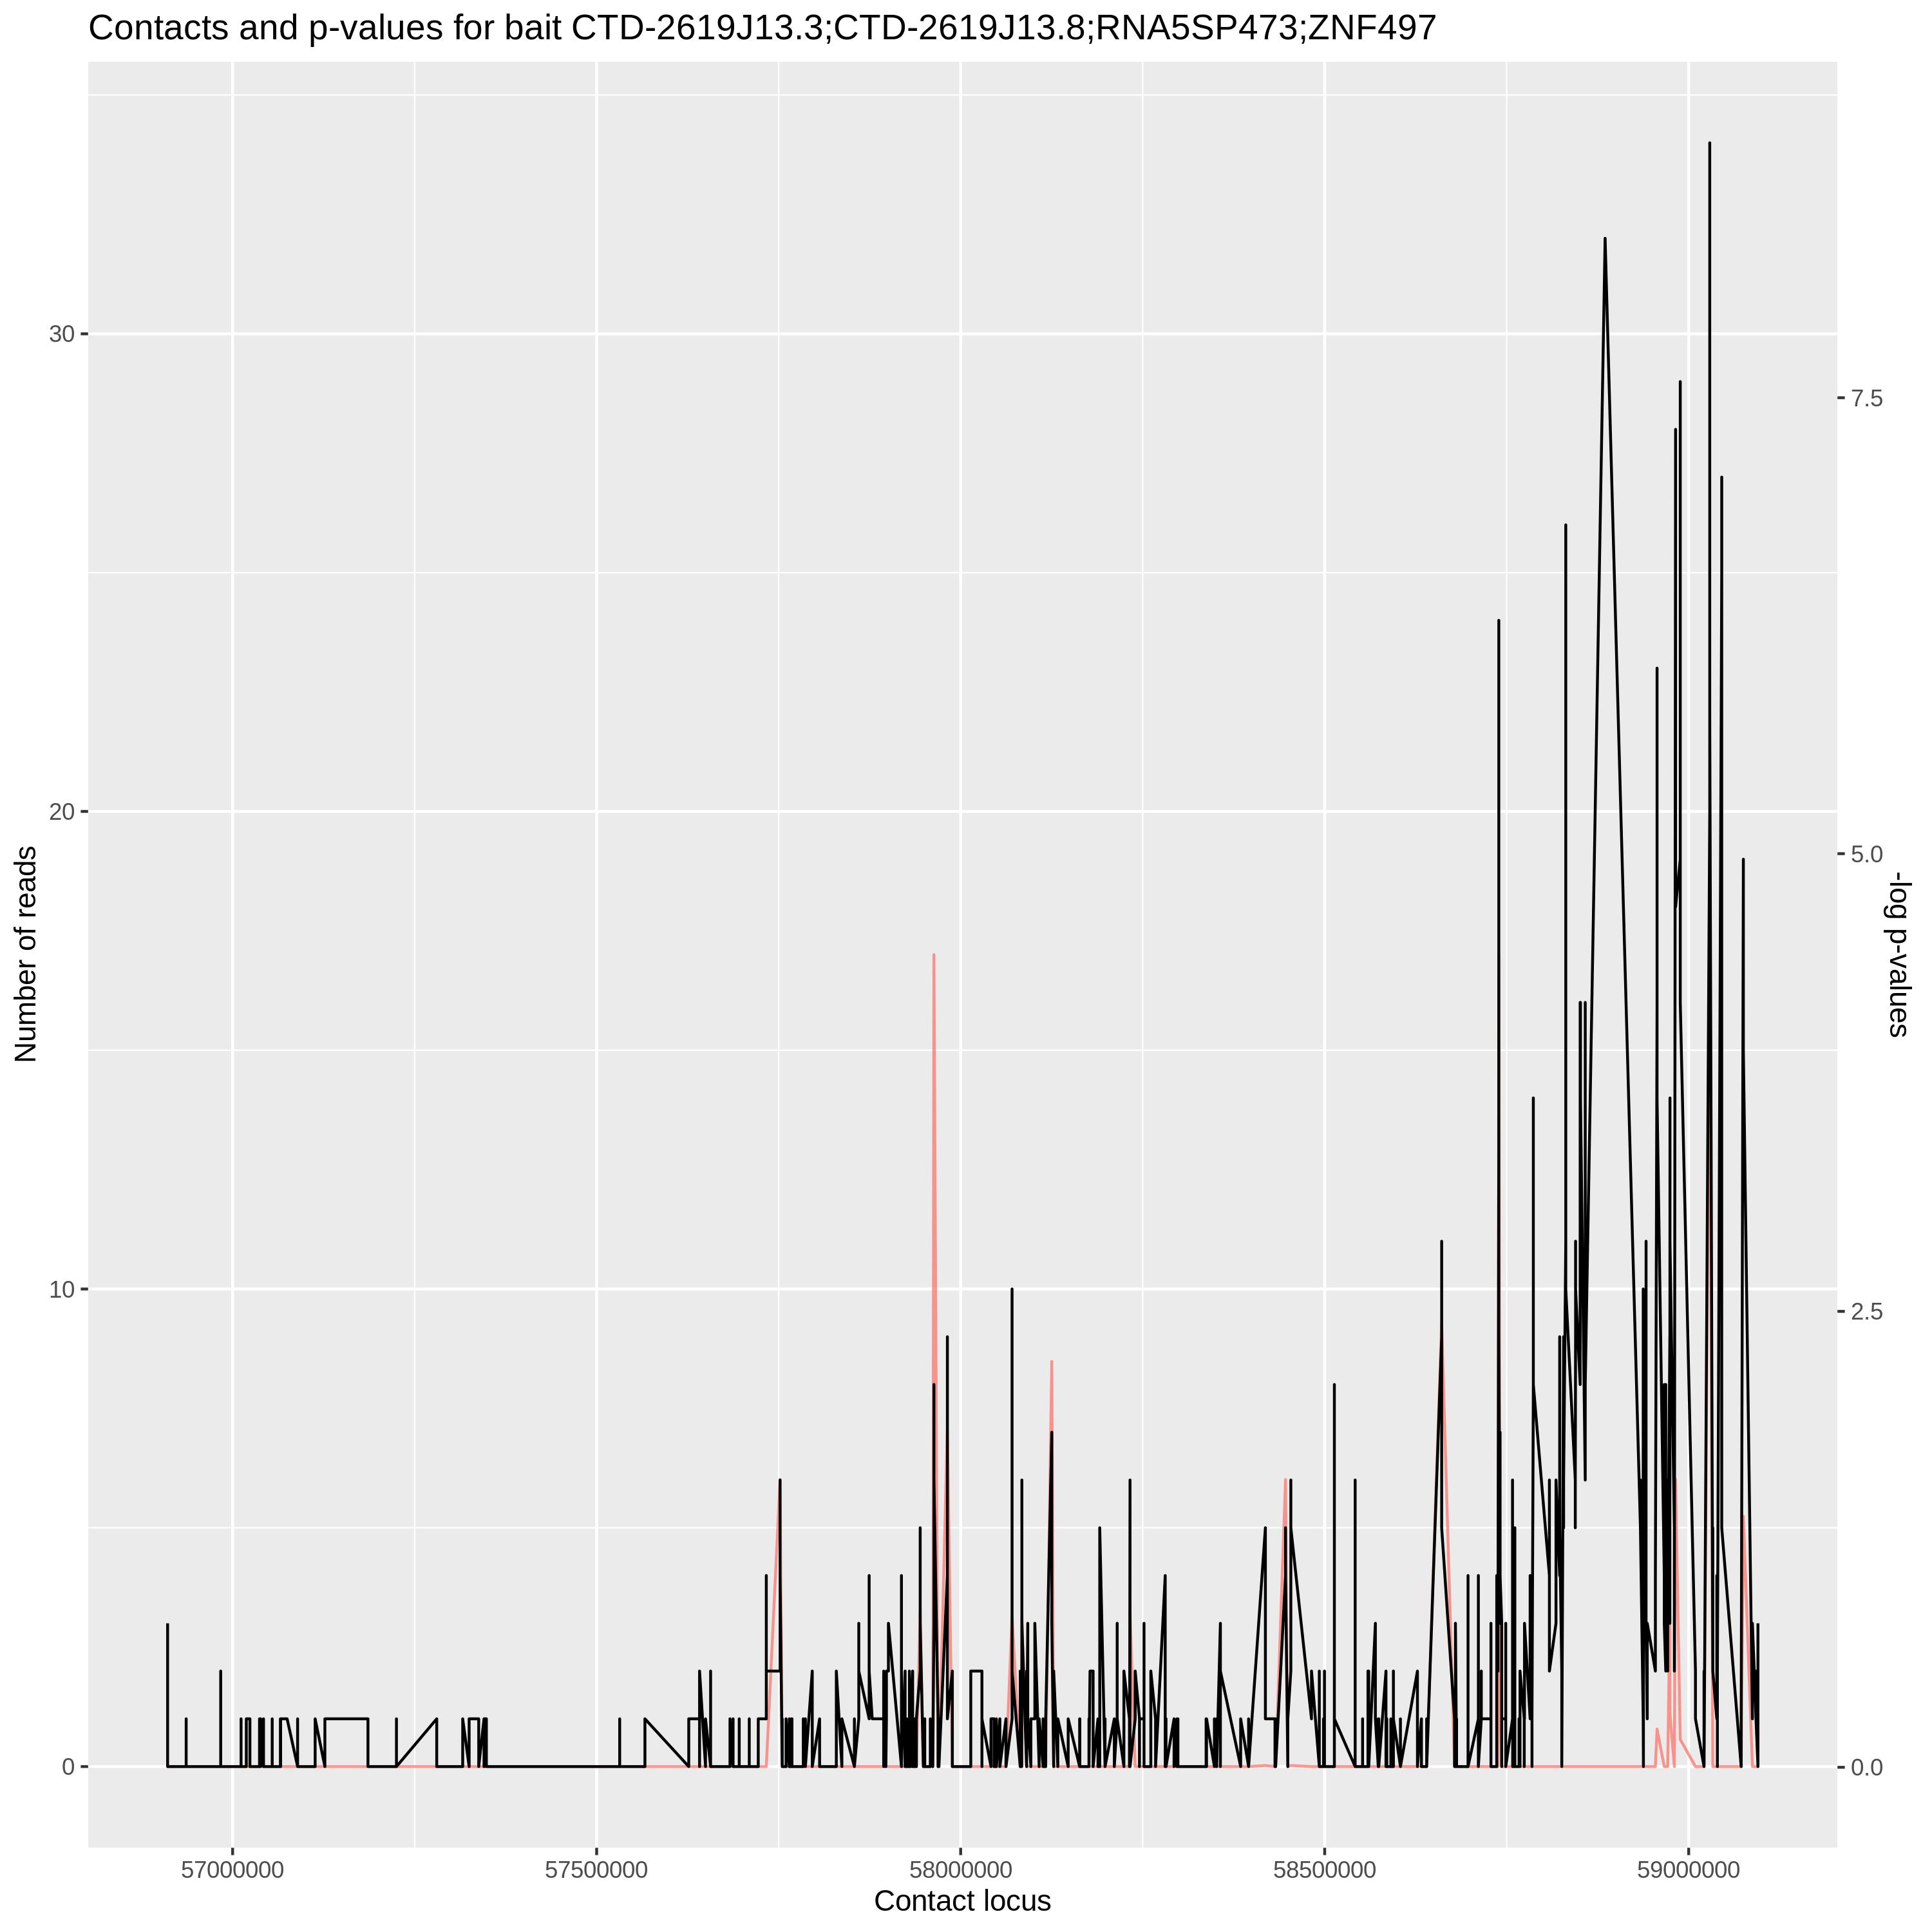 Contacts and p-values for bait CTD-2619J13.3;CTD-2619J13.8;RNA5SP473;ZNF497
30
20
10
0
Number of reads
7.5
5.0
2.5
0.0
-log p-values
57000000 57500000 58000000 58500000 59000000
Contact locus